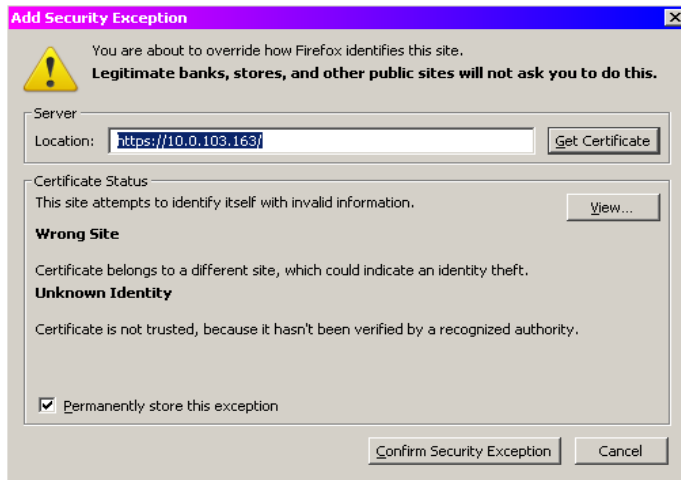 Add Security Exception
You are about to override how Firefox identifies this site.
Legitimate banks, stores, and other public sites will not ask you to do this.
Server
Location: https://10.0.103.163/ Get Certificate
Certificate Status
This site attempts to identify itself with invalid information. View...
Wrong Site
Certificate belongs to a different site, which could indicate an identity theft.
Unknown Identity
Certificate is not trusted, because it hasn't been verified by a recognized authority.
Permanently store this exception
Confirm Security Exception Cancel